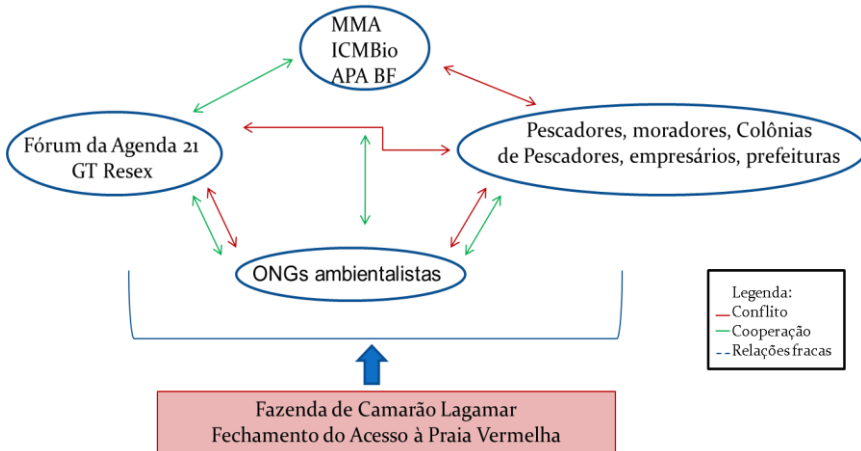 MMA
ICMBio
APA BF
Fórum da Agenda 21
GT Resex
Pescadores, moradores, Colônias
de Pescadores, empresários, prefeituras
ONGs ambientalistas
Legenda:
Conflito
Cooperação
Relações fracas
Fazenda de Camarão Lagamar
Fechamento do Acesso à Praia Vermelha